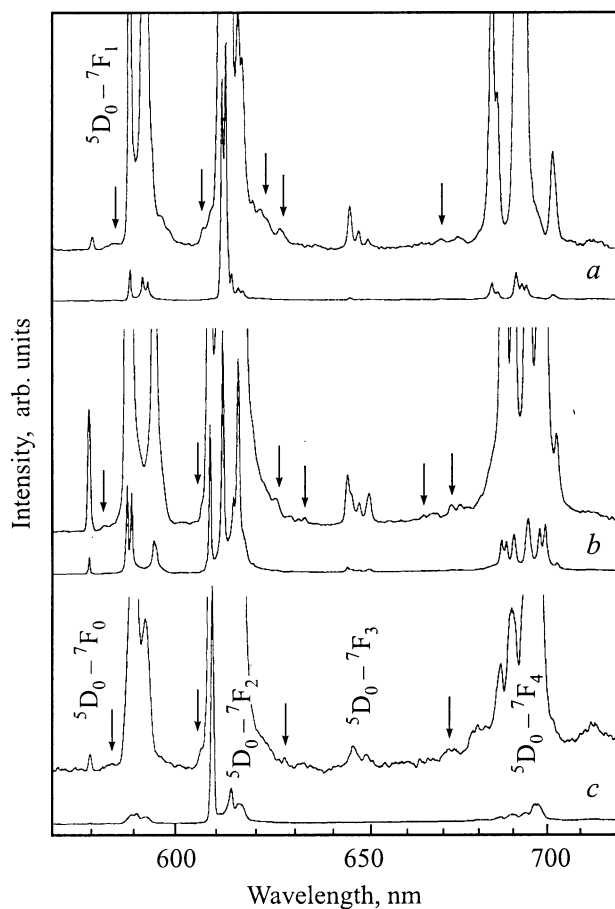 ⁵D₀ – ⁷F₁
a
Intensity, arb. units
b
⁵D₀ – ⁷F₀
⁵D₀ – ⁷F₂
⁵D₀ – ⁷F₃
⁵D₀ – ⁷F₄
c
600
650
700
Wavelength, nm